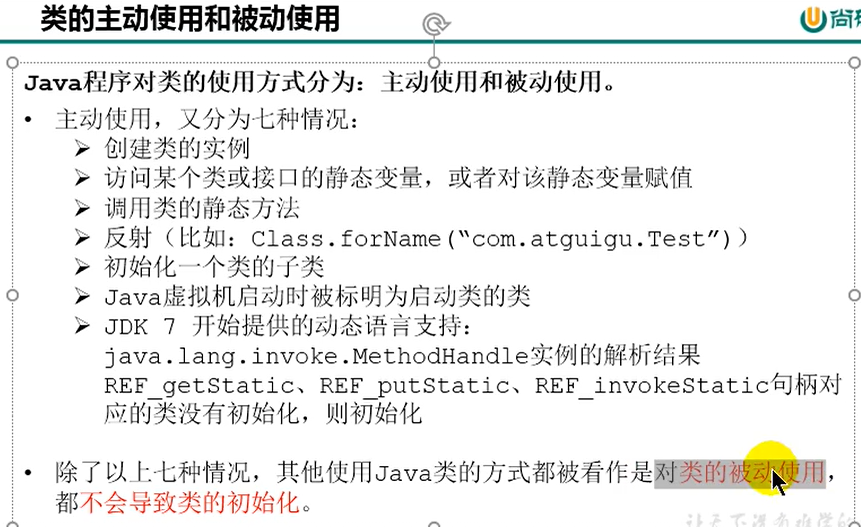 类的主动使用和被动使用
尚
Java程序对类的使用方式分为：主动使用和被动使用。
• 主动使用，又分为七种情况：
➢ 创建类的实例
➢ 访问某个类或接口的静态变量，或者对该静态变量赋值
➢ 调用类的静态方法
➢ 反射（比如：Class.forName(“com.atguigu.Test”)）
➢ 初始化一个类的子类
➢ Java虚拟机启动时被标明为启动类的类
➢ JDK 7 开始提供的动态语言支持：
java.lang.invoke.MethodHandle实例的解析结果
REF_getStatic、REF_putStatic、REF_invokeStatic句柄对
应的类没有初始化，则初始化
• 除了以上七种情况，其他使用Java类的方式都被看作是对类的被动使用，
都不会导致类的初始化。